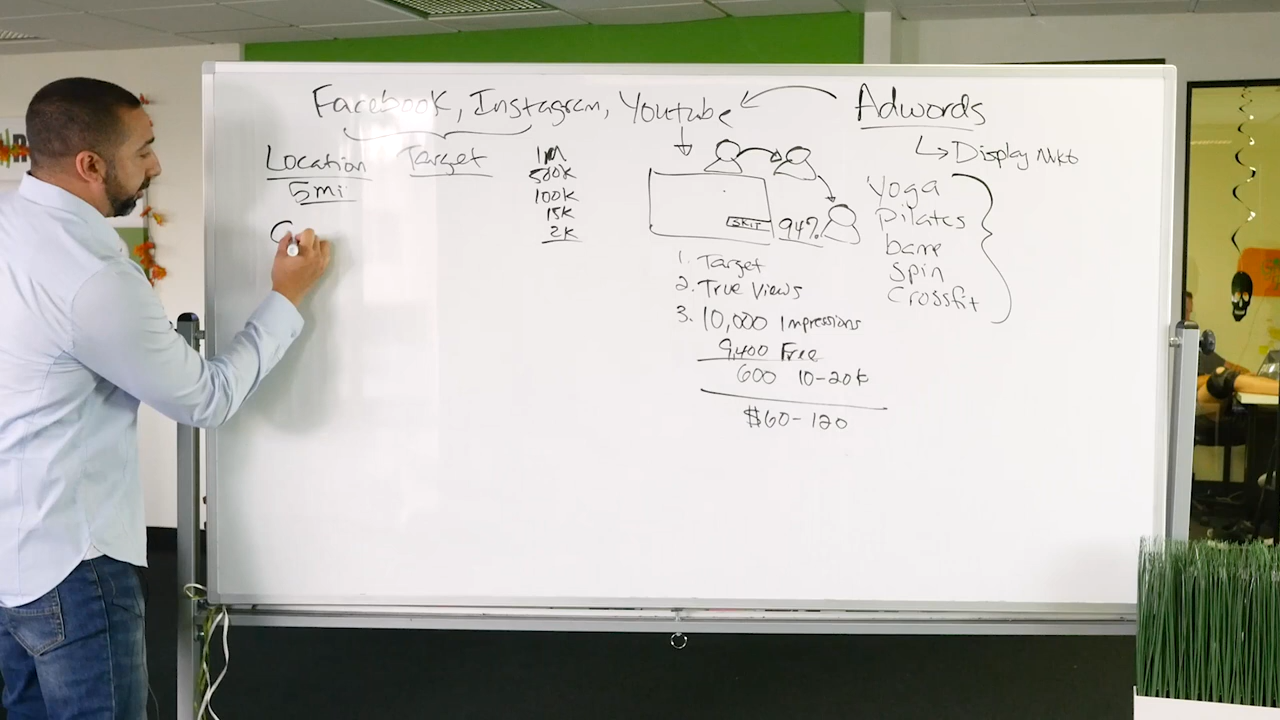 Facebook, Instagram, Youtube
Adwords
Display
Location
5mi
Target
1M
500K
100K
15K
2K
SKIP
94%
1. Target
2. True Views
3. 10,000 Impressions
9,400 Free
600 10-20¢
$60-120
Yoga
Pilates
barre
Spin
Crossfit